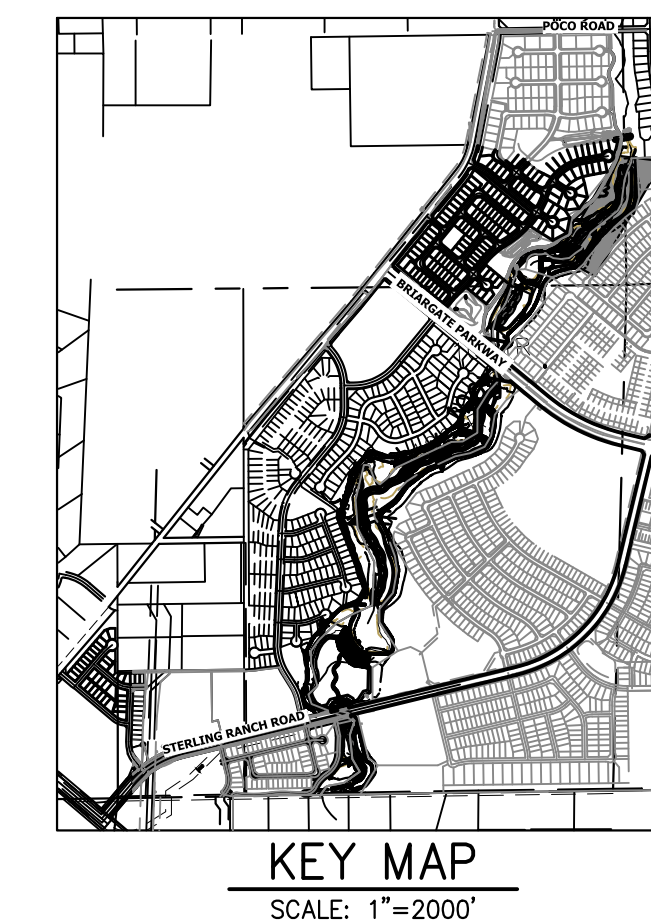 POCO ROAD
BRIARGATE PARKWAY
STERLING RANCH ROAD
KEY MAP
SCALE: 1"=2000'